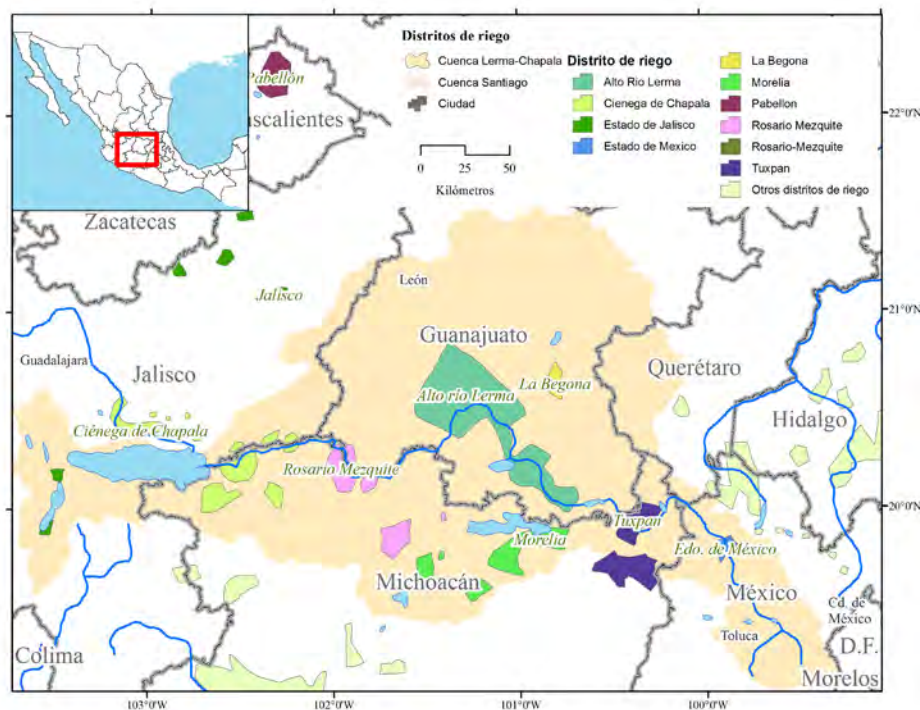 Distritos de riego
Cuenca Lerma-Chapala
Cuenca Santiago
Ciudad
0 25 50
Kilómetros
Distrito de riego
Alto Rio Lerma
Cienega de Chapala
Estado de Jalisco
Estado de Mexico
La Begona
Morelia
Pabellon
Rosario Mezquite
Rosario-Mezquite
Tuxpan
Otros distritos de riego
Pabellón
scalientes
22°0'N
Zacatecas
Jalisco
León
21°0'N
Guanajuato
Guadalajara
Jalisco
Querétaro
La Begona
Alto río Lerma
Hidalgo
Ciénega de Chapala
Rosario Mezquite
20°0'N
Tuxpan
Morelia
Edo. de México
Michoacán
México
Cd. de
México
Toluca
D.F.
Colima
Morelos
103°0'W
102°0'W
101°0'W
100°0'W